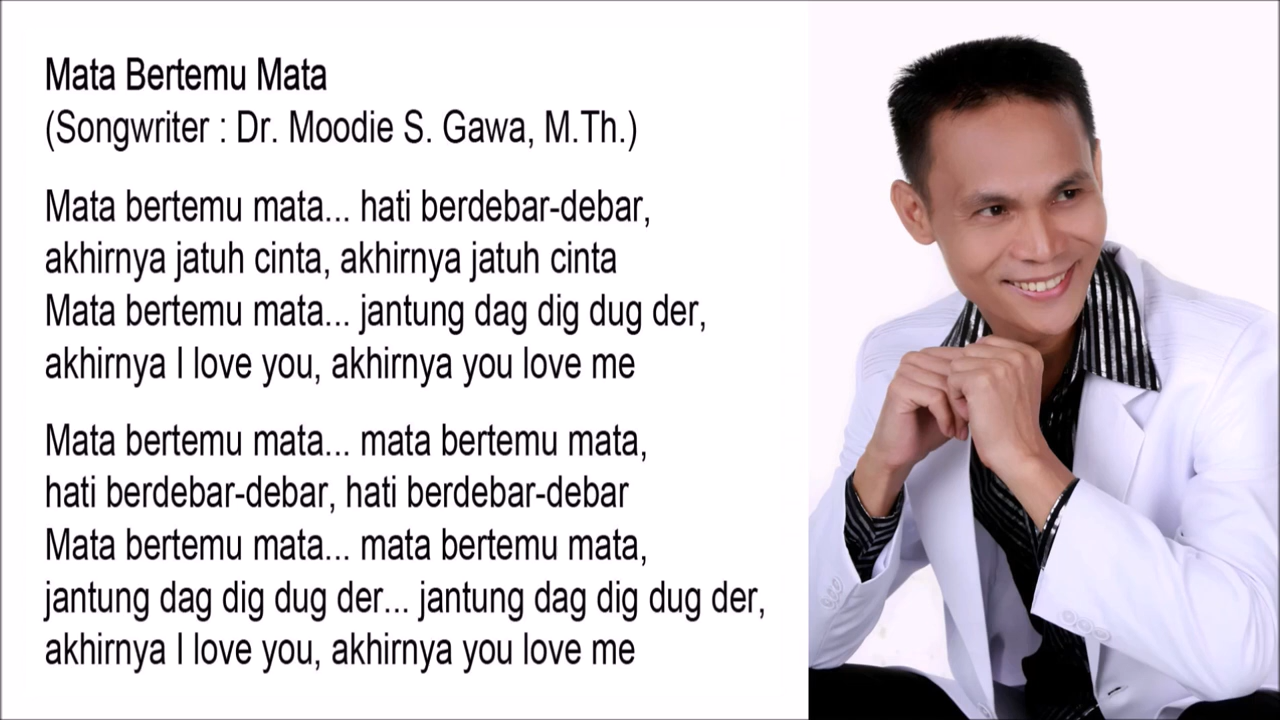 Mata Bertemu Mata
(Songwriter : Dr. Moodie S. Gawa, M.Th.)
Mata bertemu mata... hati berdebar-debar,
akhirnya jatuh cinta, akhirnya jatuh cinta
Mata bertemu mata... jantung dag dig dug der,
akhirnya I love you, akhirnya you love me
Mata bertemu mata... mata bertemu mata,
hati berdebar-debar, hati berdebar-debar
Mata bertemu mata... mata bertemu mata,
jantung dag dig dug der... jantung dag dig dug der,
akhirnya I love you, akhirnya you love me